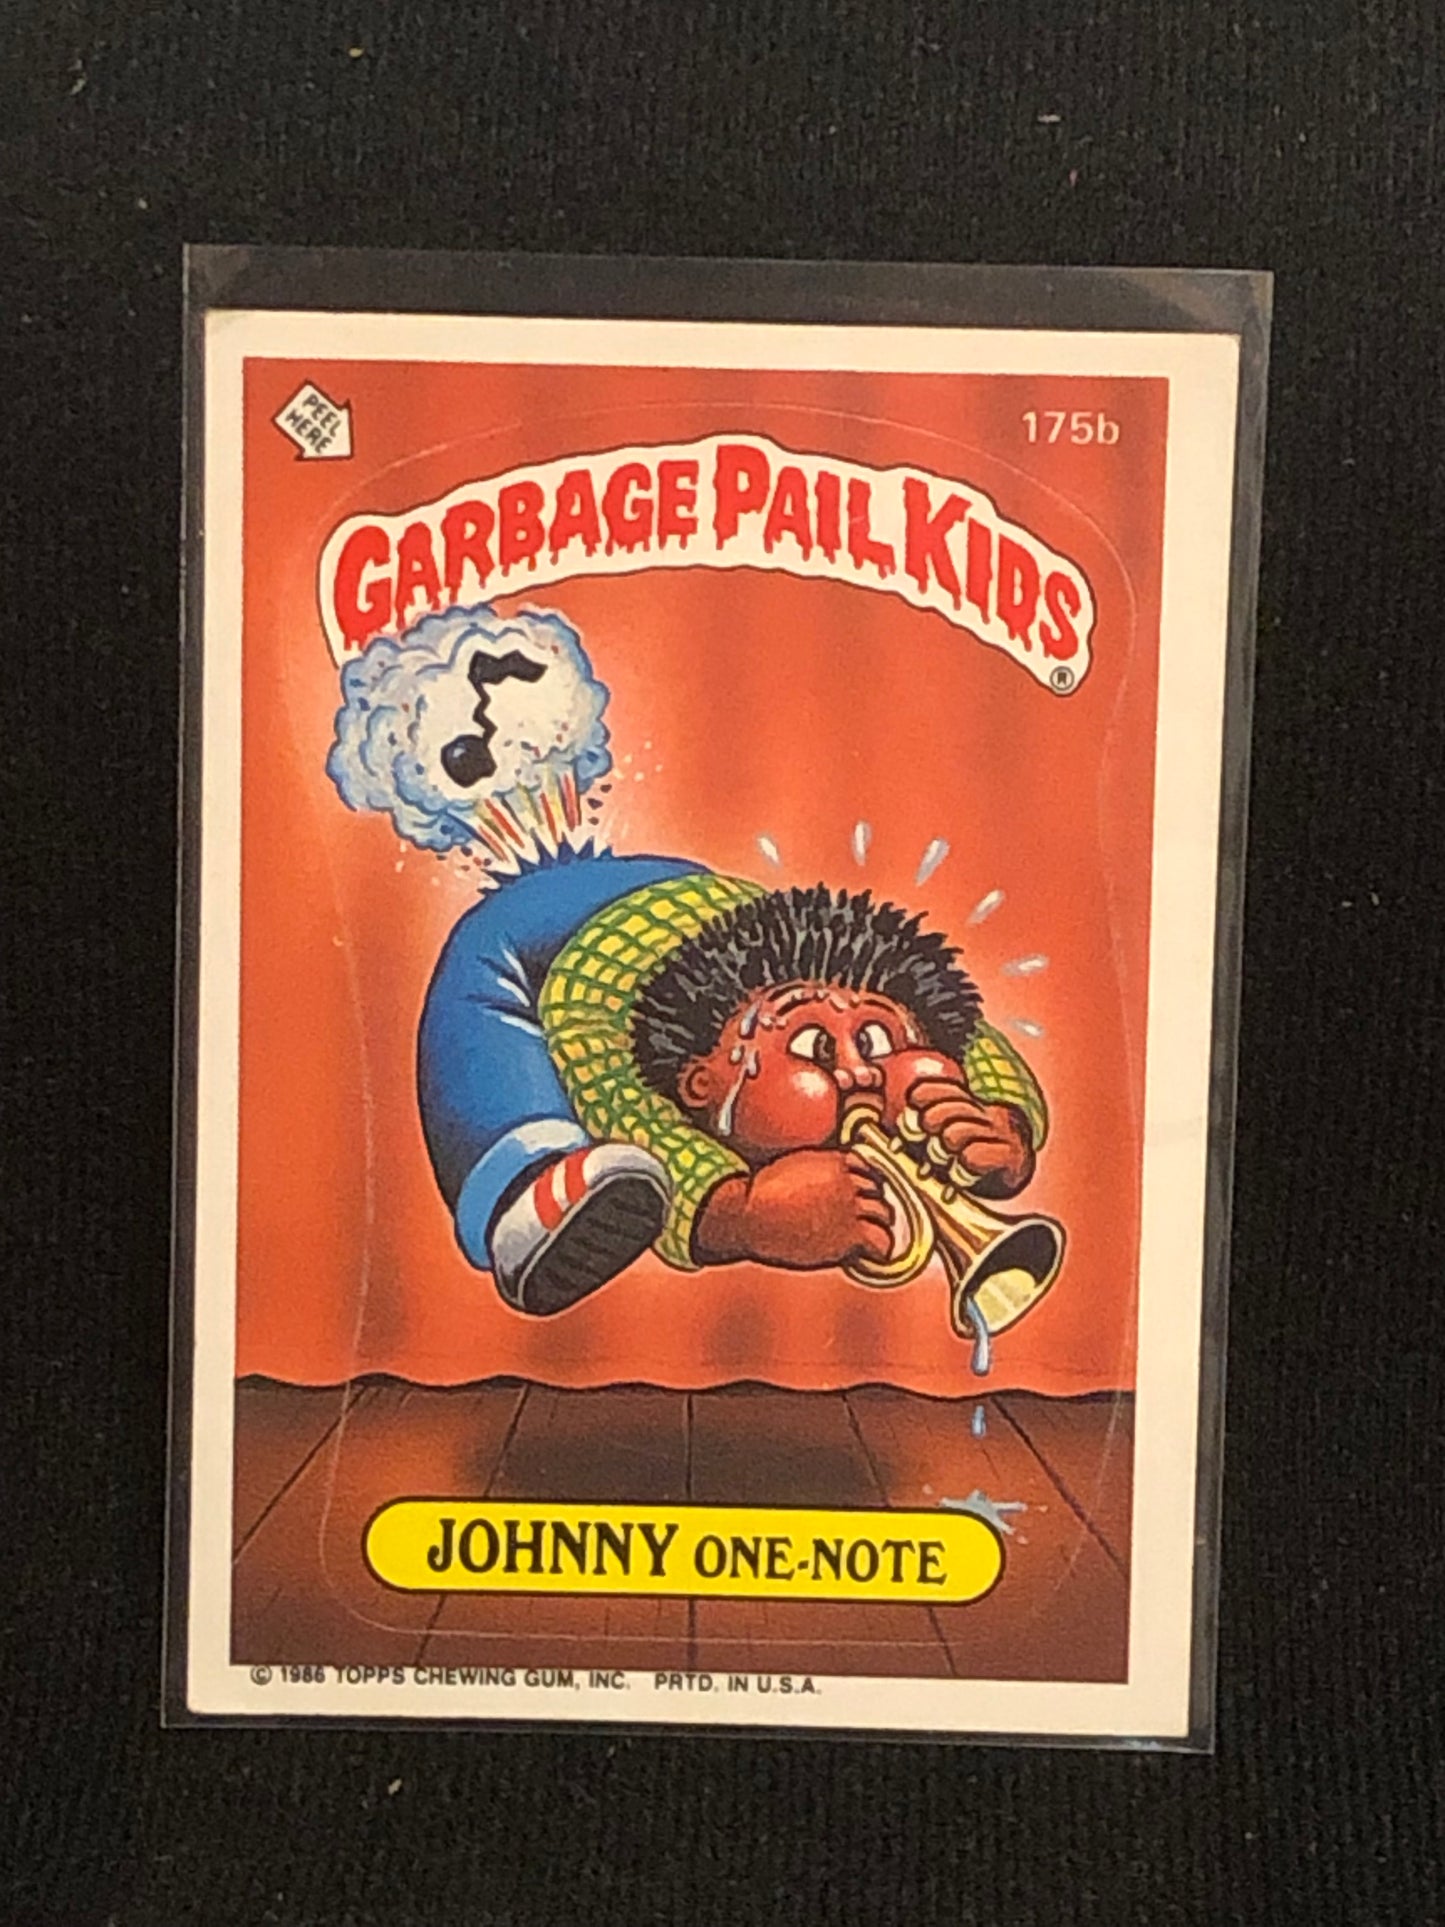 PEEL
HERE
175b
GARBAGE PAIL KIDS
®
JOHNNY ONE-NOTE
© 1986 TOPPS CHEWING GUM, INC. PRTD. IN U.S.A.